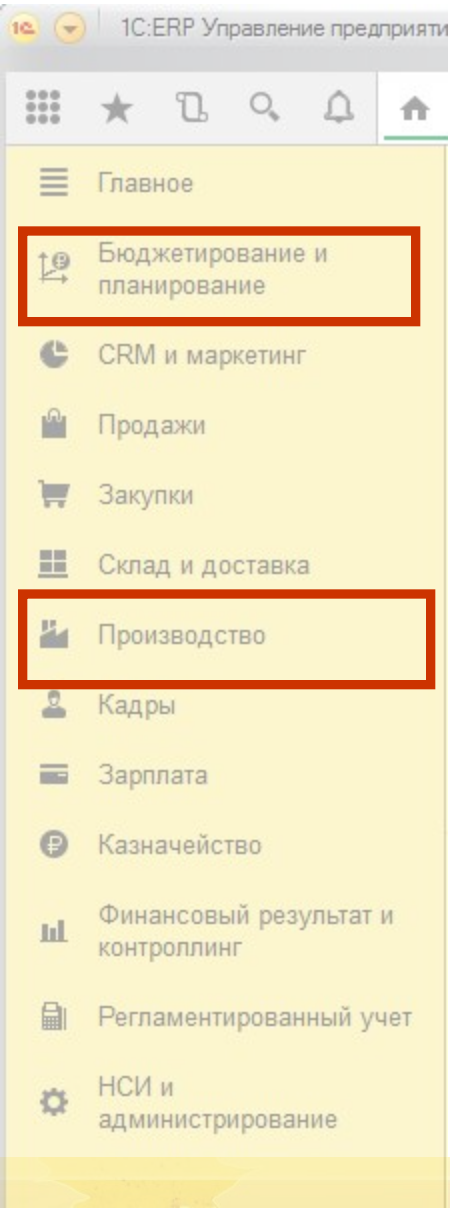 1С:ERP Управление предприяти
Главное
Бюджетирование и
планирование
CRM и маркетинг
Продажи
Закупки
Склад и доставка
Производство
Кадры
Зарплата
Казначейство
Финансовый результат и
контроллинг
Регламентированный учет
НСИ и
администрирование